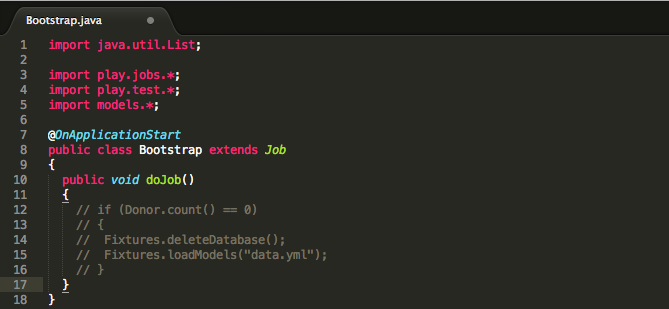 Bootstrap.java
1 import java.util.List;
2
3 import play.jobs.*;
4 import play.test.*;
5 import models.*;
6
7 @OnApplicationStart
8 public class Bootstrap extends Job
9 {
10   public void doJob()
11   {
12     // if (Donor.count() == 0)
13     // {
14     //  Fixtures.deleteDatabase();
15     //  Fixtures.loadModels("data.yml");
16     // }
17   }
18 }